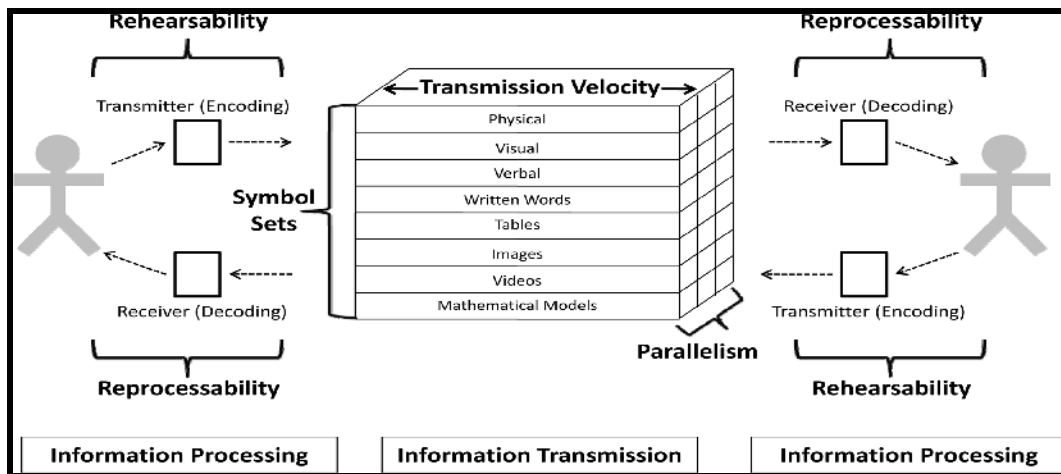 Rehearsability
Reprocessability
Transmission Velocity
Transmitter (Encoding)
Receiver (Decoding)
Physical
Visual
Verbal
Symbol
Sets
Written Words
Tables
Images
Videos
Mathematical Models
Receiver (Decoding)
Transmitter (Encoding)
Parallelism
Reprocessability
Rehearsability
Information Processing
Information Transmission
Information Processing